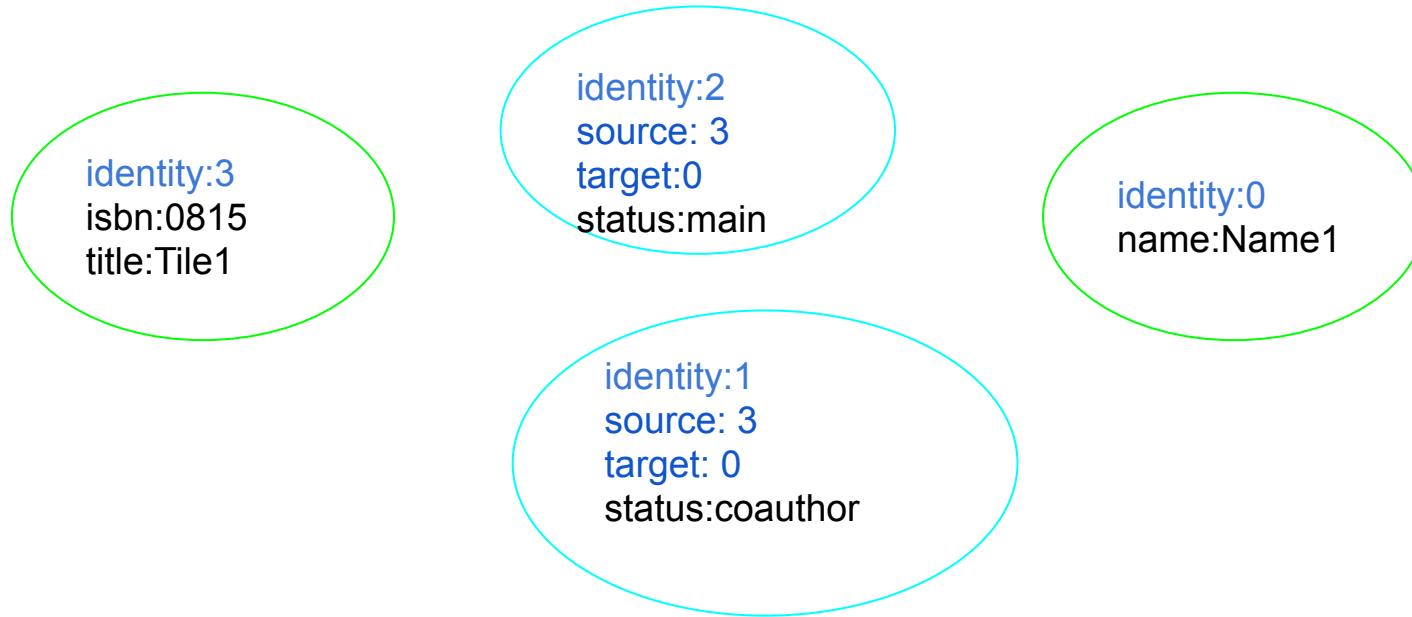 identity:3
isbn:0815
title:Tile1
identity:2
source: 3
target:0
status:main
identity:0
name:Name1
identity:1
source: 3
target: 0
status:coauthor